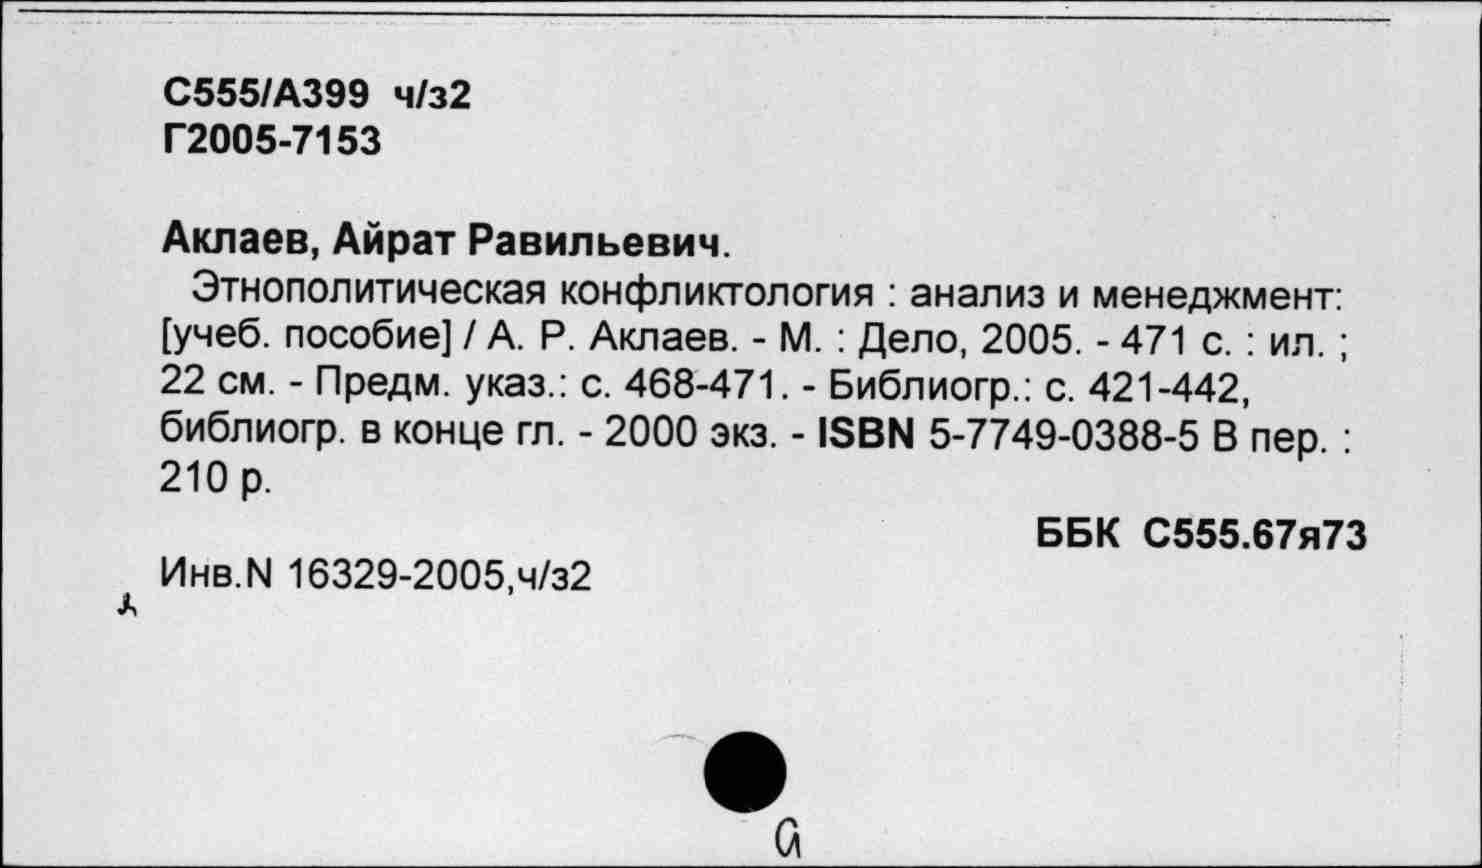 С555/А399 ч/з2
Г2005-7153
Аклаев, Айрат Равильевич.
Этнополитическая конфликтология : анализ и менеджмент:
[учеб. пособие] / А. Р. Аклаев. - М. : Дело, 2005. - 471 с. : ил. ;
22 см. - Предм. указ.: с. 468-471. - Библиогр.: с. 421-442,
библиогр. в конце гл. - 2000 экз. - ISBN 5-7749-0388-5 В пер. :
210 р.
ББК С555.67я73
Инв.N 16329-2005,ч/з2